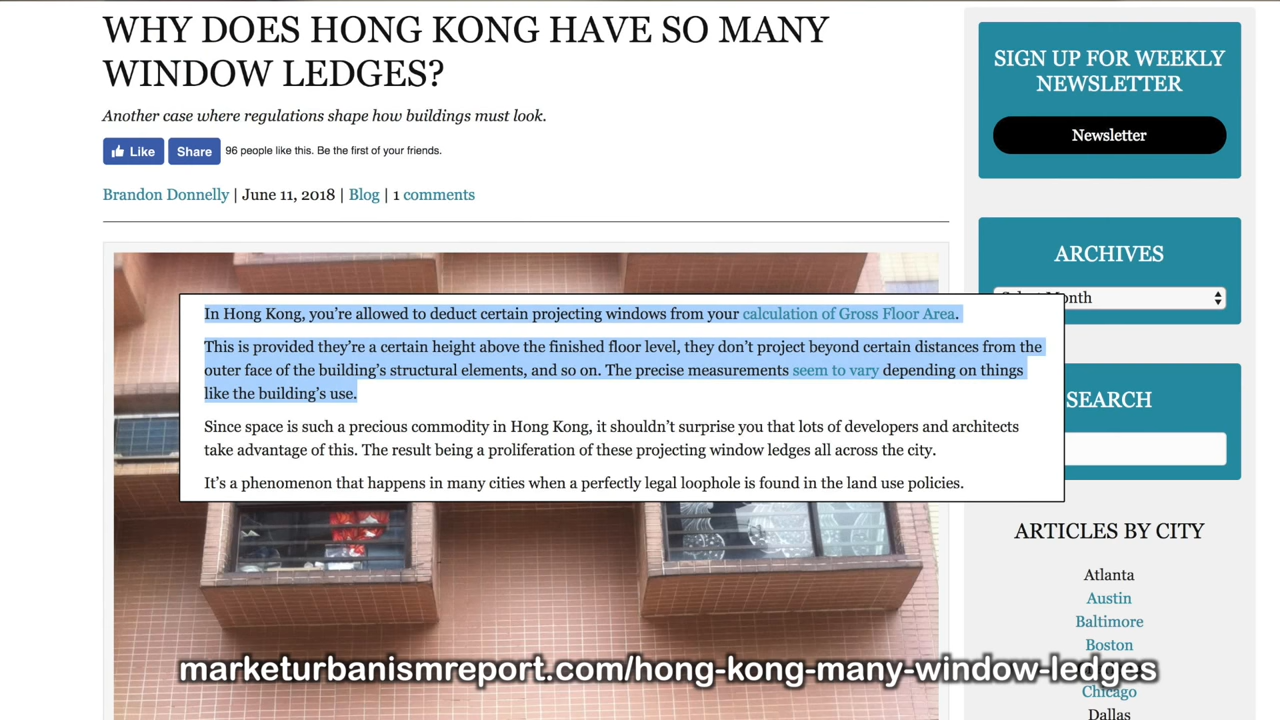 WHY DOES HONG KONG HAVE SO MANY
WINDOW LEDGES?
Another case where regulations shape how buildings must look.
Like
Share
96 people like this. Be the first of your friends.
Brandon Donnelly | June 11, 2018 | Blog | 1 comments
In Hong Kong, you're allowed to deduct certain projecting windows from your calculation of Gross Floor Area.
This is provided they're a certain height above the finished floor level, they don't project beyond certain distances from the
outer face of the building's structural elements, and so on. The precise measurements seem to vary depending on things
like the building's use.
Since space is such a precious commodity in Hong Kong, it shouldn't surprise you that lots of developers and architects
take advantage of this. The result being a proliferation of these projecting window ledges all across the city.
It's a phenomenon that happens in many cities when a perfectly legal loophole is found in the land use policies.
marketurbanismreport.com/hong-kong-many-window-ledges
SIGN UP FOR WEEKLY
NEWSLETTER
Newsletter
ARCHIVES
Month
SEARCH
ARTICLES BY CITY
Atlanta
Austin
Baltimore
Boston
Chicago
Dallas